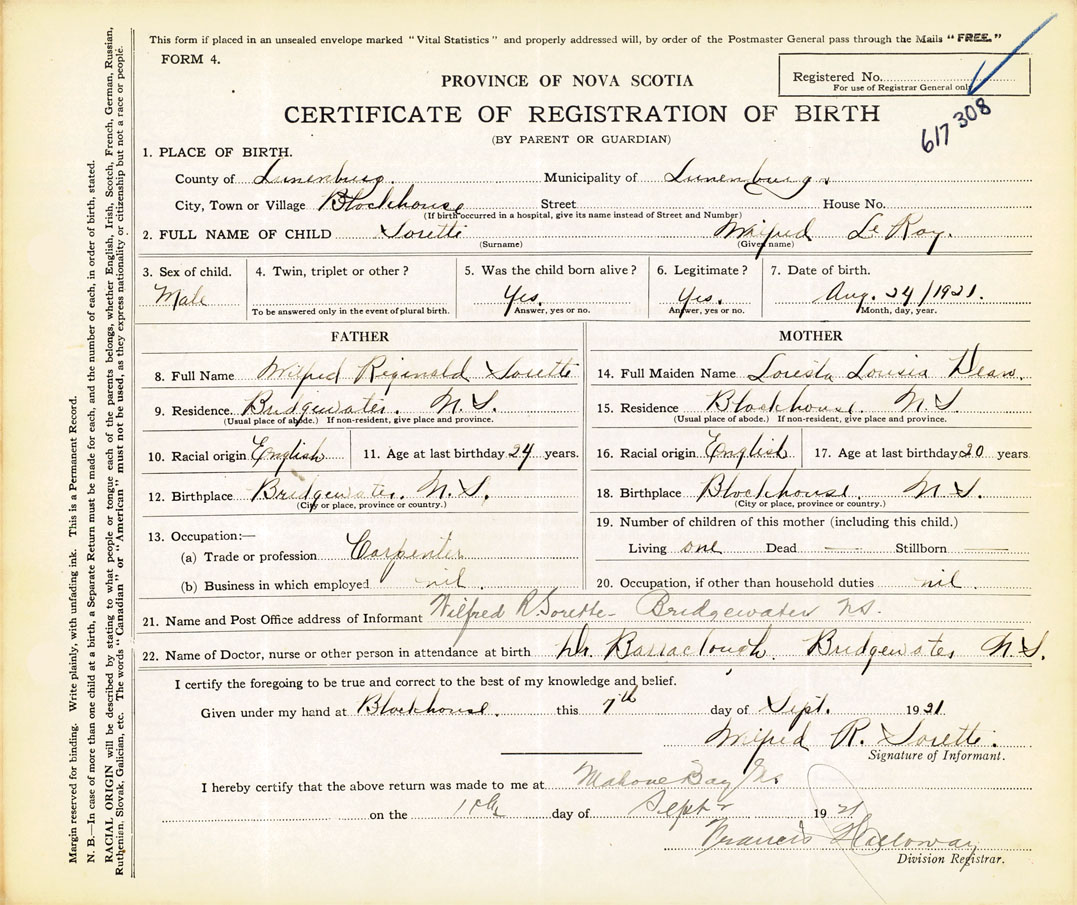 This form if placed in an unsealed envelope marked "Vital Statistics" and properly addressed will, by order of the Postmaster General pass through the Mails "FREE."
FORM 4.
Registered No.
For use of Registrar General only
617308
PROVINCE OF NOVA SCOTIA
CERTIFICATE OF REGISTRATION OF BIRTH
(BY PARENT OR GUARDIAN)
1. PLACE OF BIRTH.
County of Lunenburg. Municipality of Lunenburg.
City, Town or Village Blockhouse Street House No.
(If birth occurred in a hospital, give its name instead of Street and Number)
2. FULL NAME OF CHILD Sorette Wilfred Le Roy.
(Surname) (Given name)
3. Sex of child. 4. Twin, triplet or other? 5. Was the child born alive? 6. Legitimate? 7. Date of birth.
Male Yes. Yes. Aug. 24/1921.
To be answered only in the event of plural birth. Answer, yes or no. Answer, yes or no. Month, day, year.
FATHER
8. Full Name Wilfred Reginald Sorette
9. Residence Bridgewater. N.S.
(Usual place of abode.) If non-resident, give place and province.
10. Racial origin English 11. Age at last birthday 24 years.
12. Birthplace Bridgewater. N.S.
(City or place, province or country.)
13. Occupation:—
(a) Trade or profession Carpenter
(b) Business in which employed nil.
MOTHER
14. Full Maiden Name Loresta Louisa
15. Residence Blockhouse. N.S
(Usual place of abode.) If non-resident, give place and province.
16. Racial origin English 17. Age at last birthday 20 years
18. Birthplace Blockhouse. N.S.
(City or place, province or country.)
19. Number of children of this mother (including this child.)
Living one Dead — Stillborn —
20. Occupation, if other than household duties nil.
21. Name and Post Office address of Informant Wilfred R Sorette- Bridgewater NS.
22. Name of Doctor, nurse or other person in attendance at birth Dr. Barraclough. Bridgewater, N.S.
I certify the foregoing to be true and correct to the best of my knowledge and belief.
Given under my hand at Blockhouse. this 7th day of Sept. 1921
Wilfred R. Sorette.
Signature of Informant.
I hereby certify that the above return was made to me at Mahone Bay Ns
on the 10th day of Sept 1921
Francis Holloway
Division Registrar.
Margin reserved for binding. Write plainly, with unfading ink. This is a Permanent Record.
N. B.—In case of more than one child at a birth, a Separate Return must be made for each, and the number of each, in order of birth, stated.
RACIAL ORIGIN will be described by stating to what people or tongue each of the parents belongs, whether English, Irish, Scotch, French, German, Russian,
Ruthenian, Slovak, Galician, etc. The words "Canadian" or "American" must not be used, as they express nationality or citizenship but not a race or people.